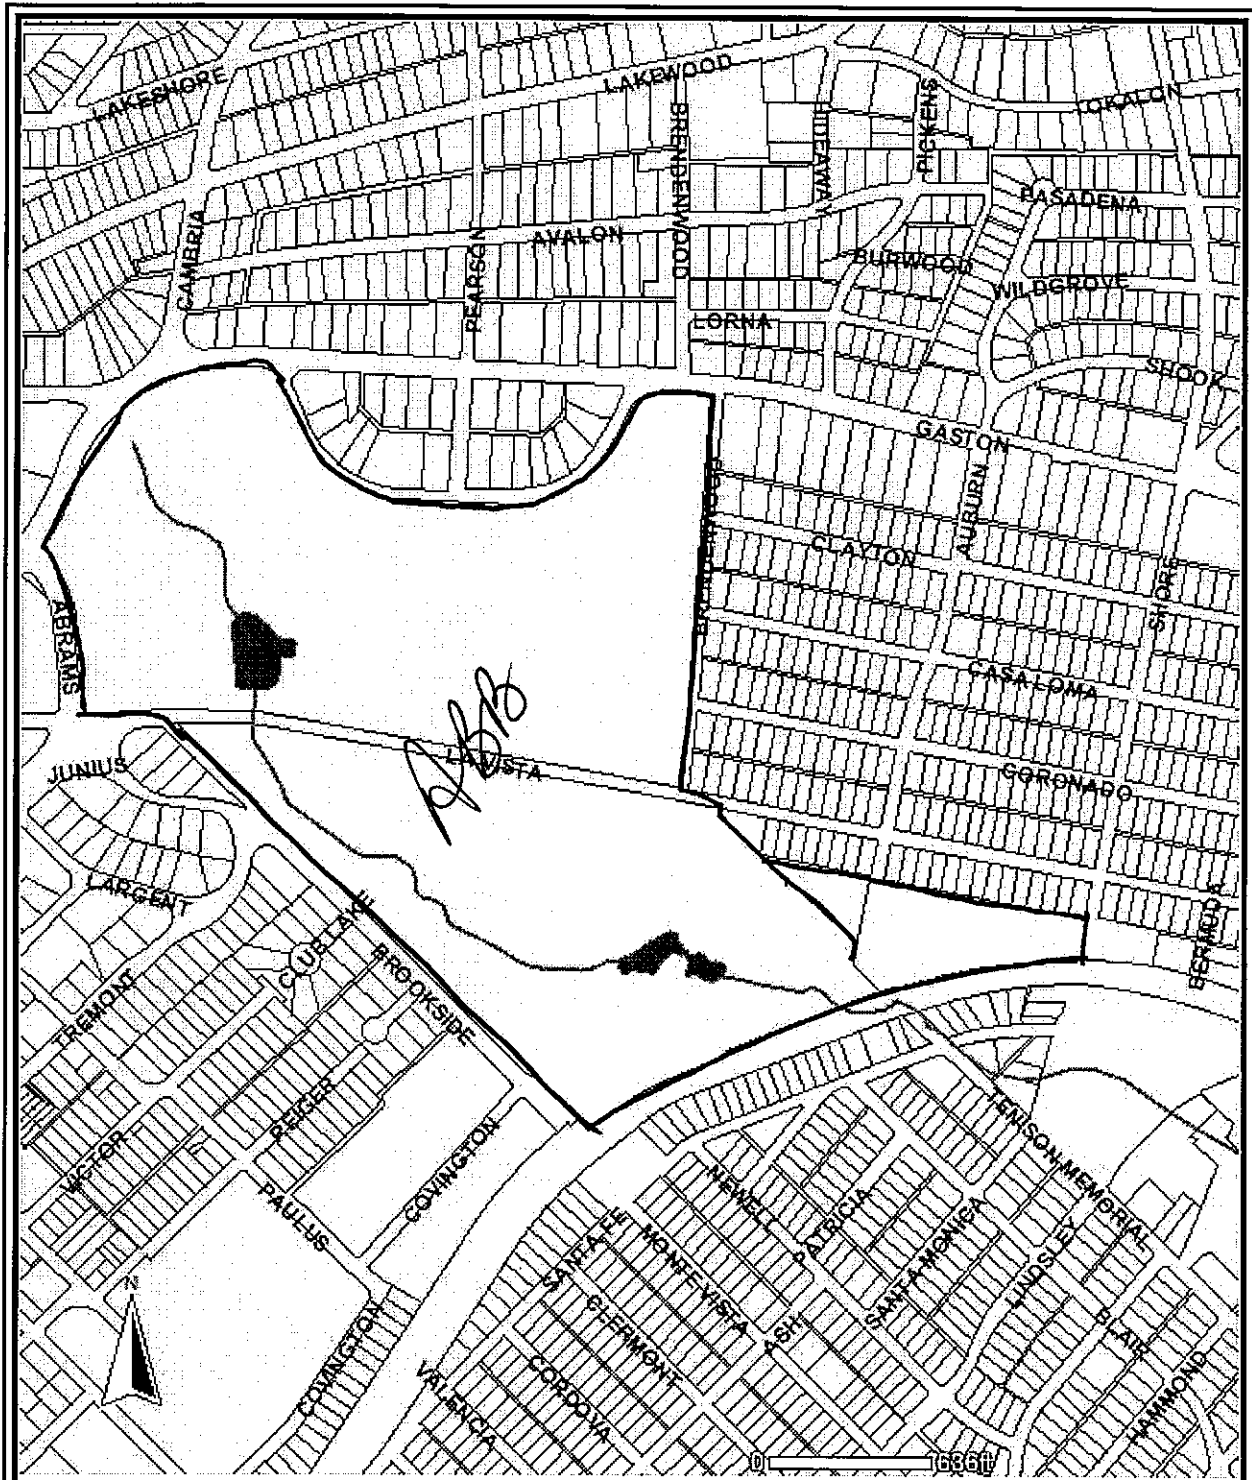 LAKESHORE
LAKEWOOD
PICKENS
TOKALON
BRENDENWOOD
HIDEAWAY
PASADENA
CAMBRIA
PEARSON
AVALON
BURWOOD
WILDGROVE
LORNA
SHOOK
GASTON
BRENDENWOOD
AUBURN
CLAYTON
SHORE
ABRAMS
CASA LOMA
LA VISTA
JUNIUS
CORONADO
LARGENT
CLUB LAKE
BERMUDA
BROOKSIDE
TREMONT
REIGER
VICTOR
COVINGTON
PAULUS
TENISON MEMORIAL
NEWELL
PATRICIA
SANTA MONICA
LINDSLEY
SANTA FE
MONTE VISTA
ASH
BLAIR
CLERMONT
HAMMOND
N
COVINGTON
VALENCIA
CORDOVA
0 636ft